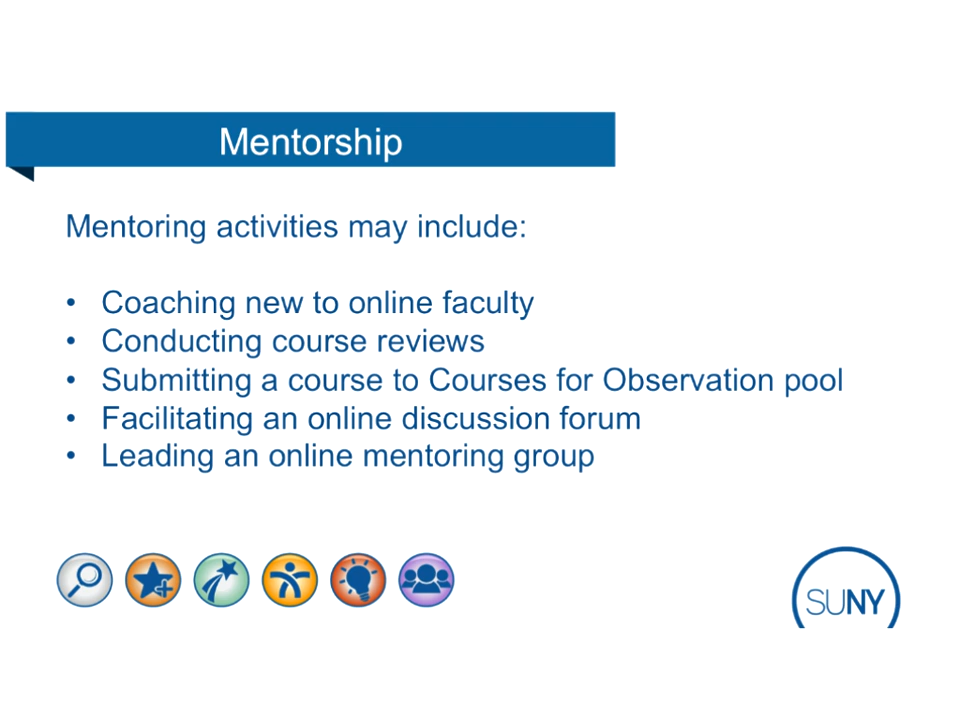 Mentorship
Mentoring activities may include:
• Coaching new to online faculty
• Conducting course reviews
• Submitting a course to Courses for Observation pool
• Facilitating an online discussion forum
• Leading an online mentoring group
SUNY